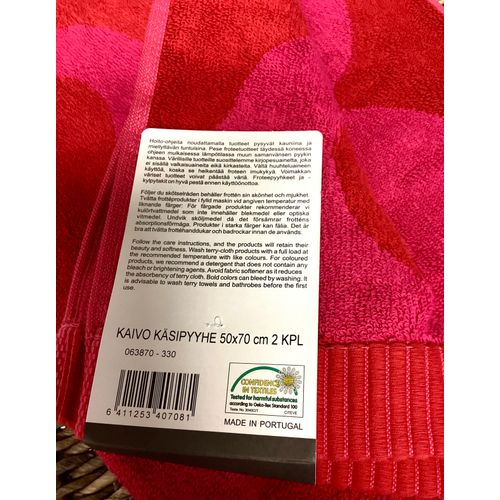 Hoito-ohjeita noudattamalla tuotteet pysyvät kauniina ja
miellyttävän tuntuisina. Pese froteetuotteet täydessä koneessa
ohjeen mukaisessa lämpötilassa muun samanvärisen pyykin
kanssa. Värillisille tuotteille suosittelemme kirjopesuainetta, joka
ei sisällä valkaisuaineita eikä kirkasteita. Vältä huuhteluaineen
käyttöä, koska se heikentää froteen imukykyä. Voimakkaan
väriset tuotteet voivat päästää väriä. Froteepyyhkeet ja -
kylpytakit on hyvä pestä ennen käyttöönottoa.
Följer du skötselråden behåller frottén sin skönhet och mjukhet.
Tvätta frottéprodukter i fylld maskin vid angiven temperatur med
liknande färger. För färgade produkter rekommenderar vi
kulörtvättmedel som inte innehåller blekmedel eller optiska
vitmedel. Undvik sköljmedel då det försämrar frotténs
absorptionsförmåga. Produkter i starka färger kan fälla. Det är
bra att tvätta frottéhanddukar och badrockar innan de används.
Follow the care instructions, and the products will retain their
beauty and softness. Wash terry-cloth products with a full load at
the recommended temperature with like colours. For coloured
products, we recommend a detergent that does not contain any
bleach or brightening agents. Avoid fabric softener as it reduces
the absorbency of terry cloth. Bold colors can bleed by washing. It
is advisable to wash terry towels and bathrobes before the first
use.
KAIVO KÄSIPYYHE 50x70 cm 2 KPL
063870 - 330
6 411253 407081
CONFIDENCE
IN TEXTILES
Tested for harmful substances
according to Oeko-Tex Standard 100
CITEVE
MADE IN PORTUGAL